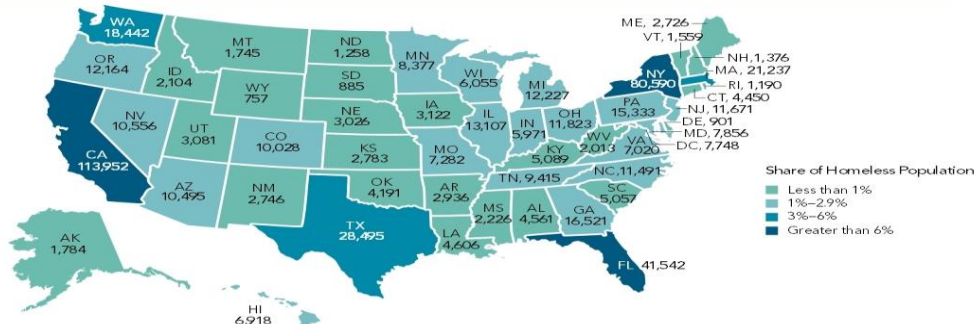 WA
18,442
OR
12,164
CA
113,952
NV
10,556
ID
2,104
MT
1,745
WY
757
UT
3,081
AZ
10,495
CO
10,028
NM
2,746
ND
1,258
SD
885
NE
3,026
KS
2,783
OK
4,191
TX
28,495
MN
8,377
IA
3,122
MO
7,282
AR
2,936
LA
4,606
WI
6,055
IL
13,107
MI
12,227
IN
5,971
OH
11,823
KY
5,089
TN, 9,415
MS
2,226
AL
4,561
GA
16,521
FL 41,542
SC
5,057
NC, 11,491
VA
7,020
WV
2,013
PA
15,333
NY
80,590
ME, 2,726
VT, 1,559
NH, 1,376
MA, 21,237
RI, 1,190
CT, 4,450
NJ, 11,671
DE, 901
MD, 7,856
DC, 7,748
AK
1,784
HI
6,918
Share of Homeless Population
Less than 1%
1%–2.9%
3%–6%
Greater than 6%